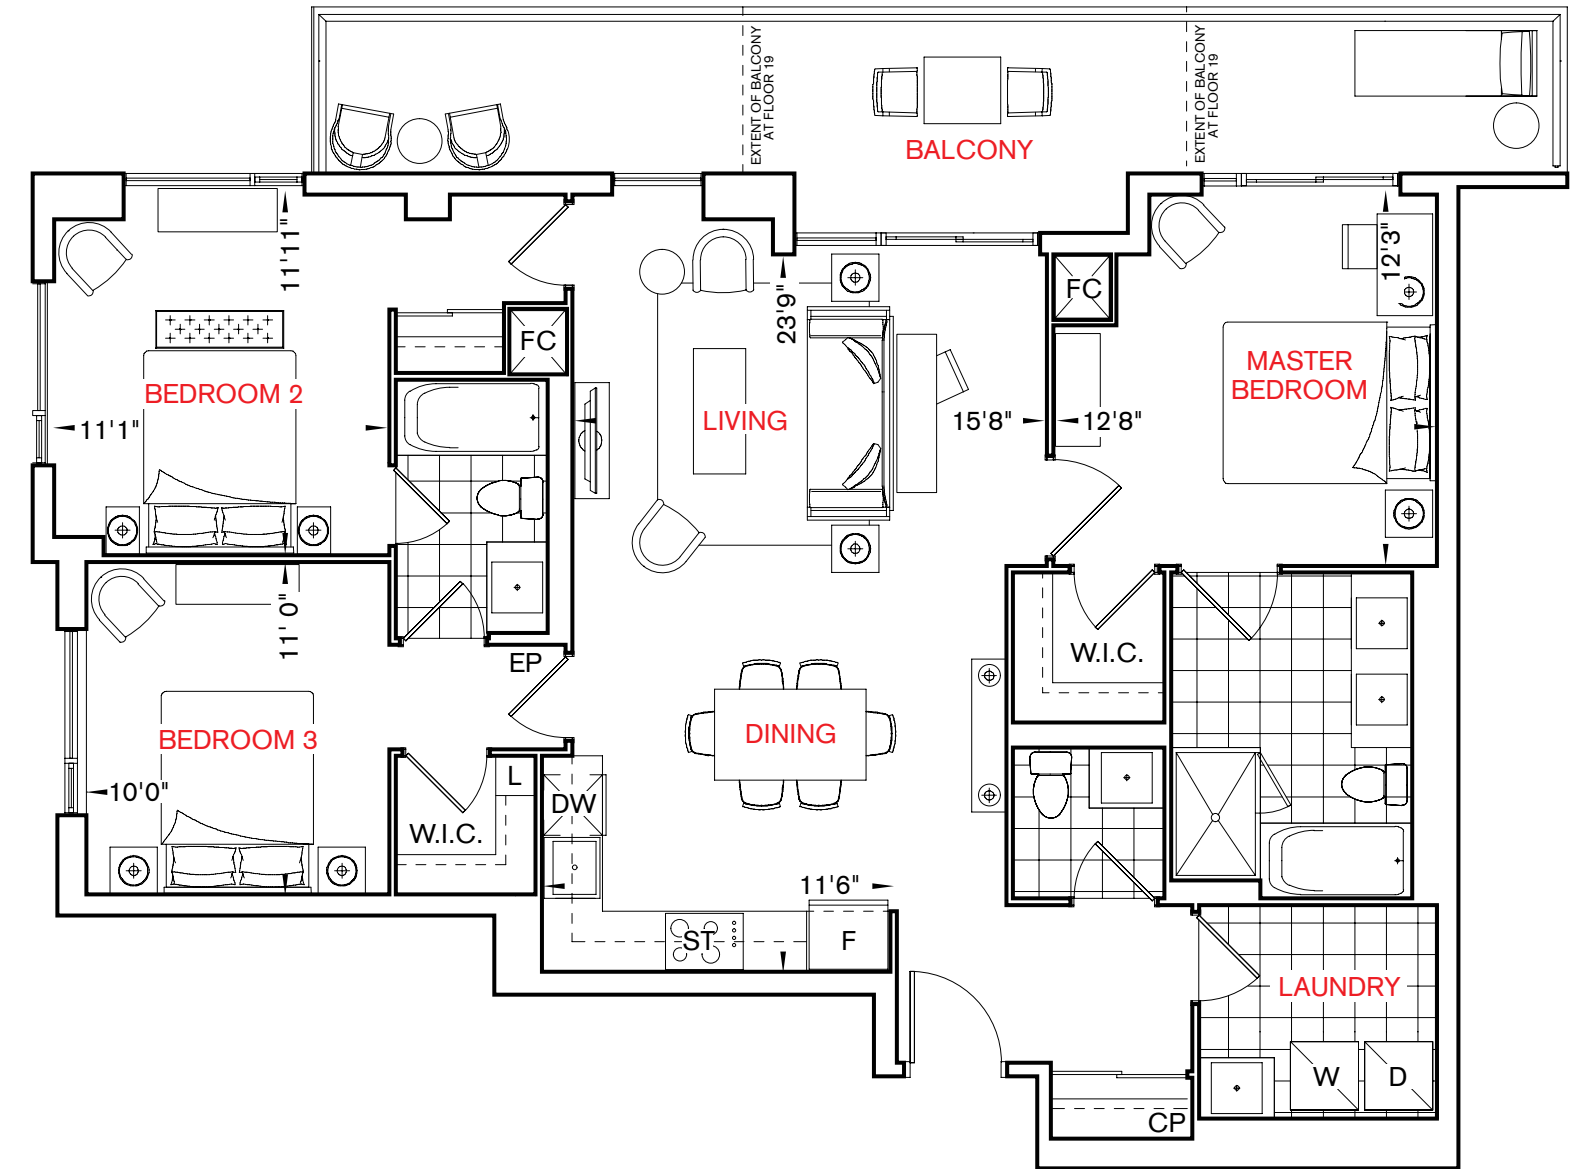 EXTENT OF BALCONY
AT FLOOR 19
EXTENT OF BALCONY
AT FLOOR 19
BALCONY
11'11"
12'3"
23'9"
FC
FC
BEDROOM 2
MASTER
BEDROOM
LIVING
11'1"
15'8"
12'8"
11' 0"
EP
W.I.C.
BEDROOM 3
DINING
10'0"
L
DW
W.I.C.
11'6"
ST
F
LAUNDRY
W
D
CP